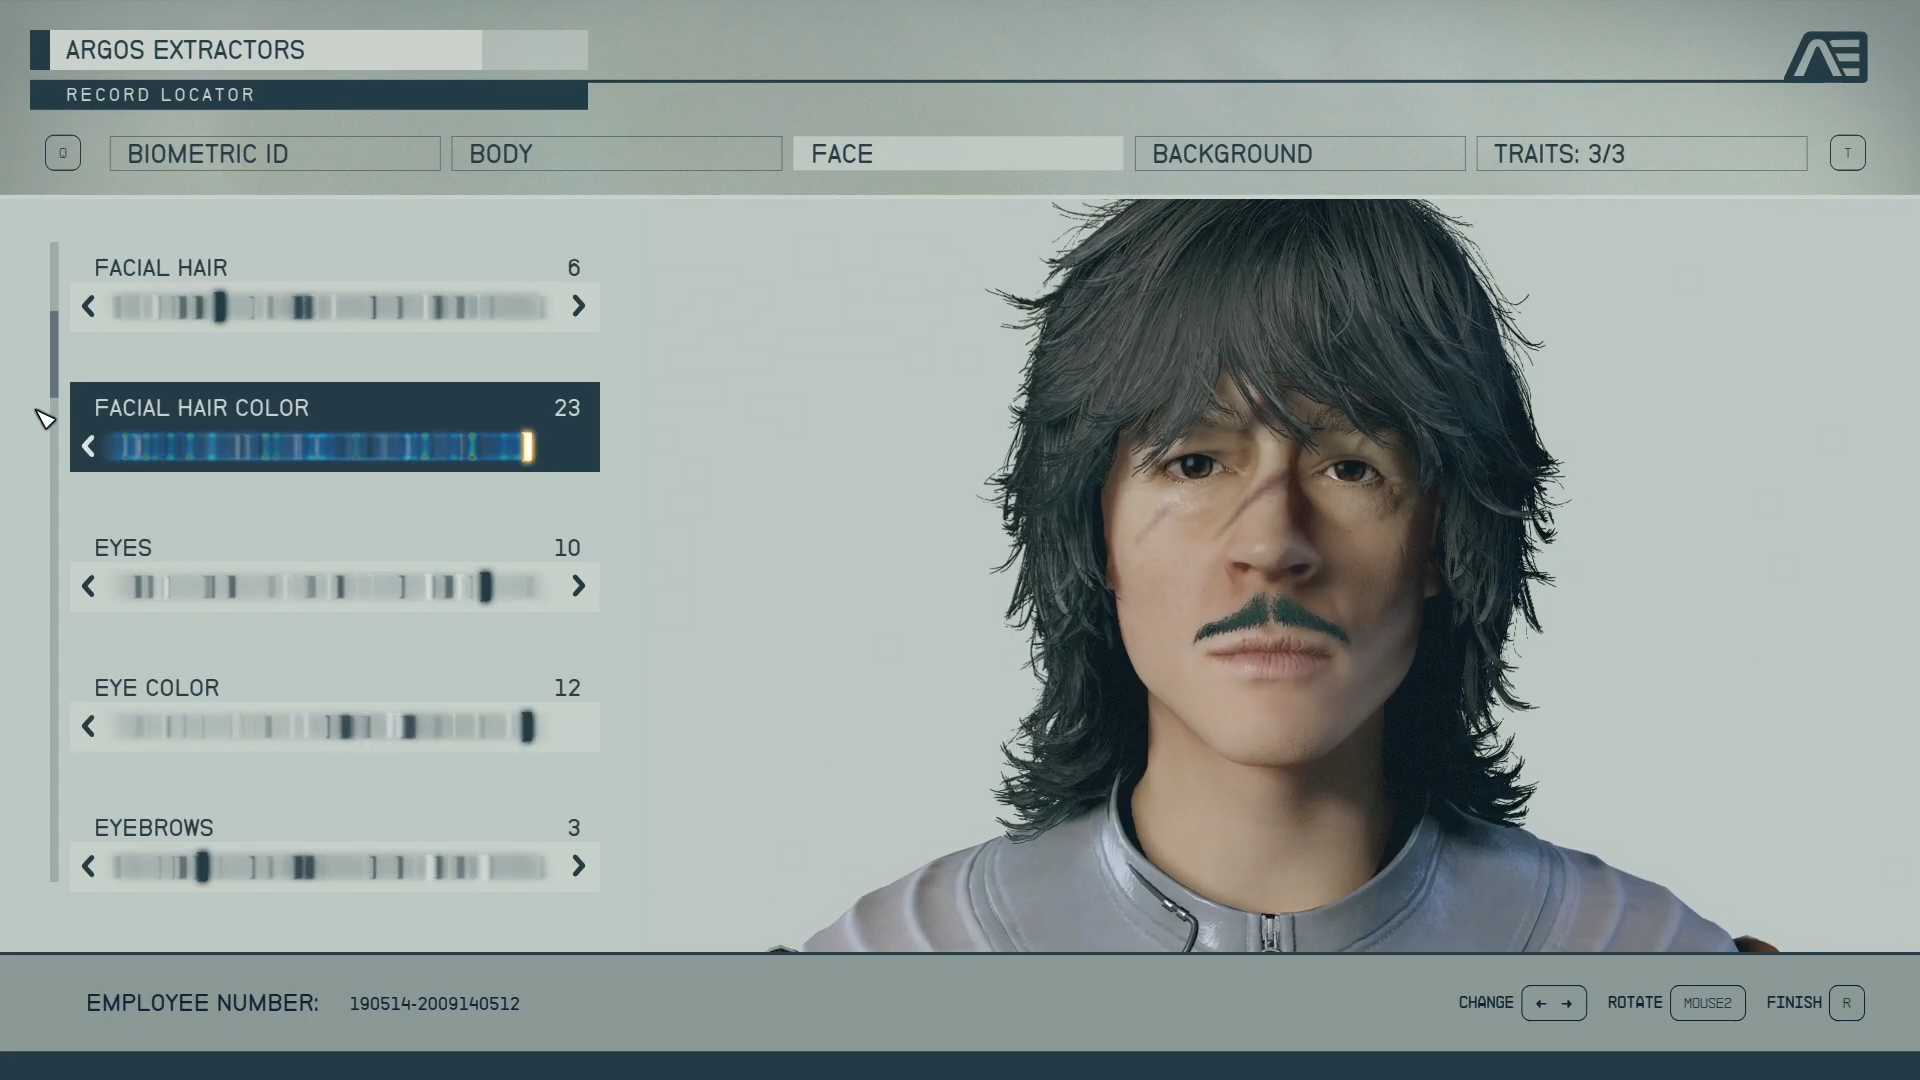 ARGOS EXTRACTORS
AE
RECORD LOCATOR
Q BIOMETRIC ID BODY FACE BACKGROUND TRAITS: 3/3 T
FACIAL HAIR 6
FACIAL HAIR COLOR 23
EYES 10
EYE COLOR 12
EYEBROWS 3
EMPLOYEE NUMBER: 190514-2009140512 CHANGE ← → ROTATE MOUSE2 FINISH R